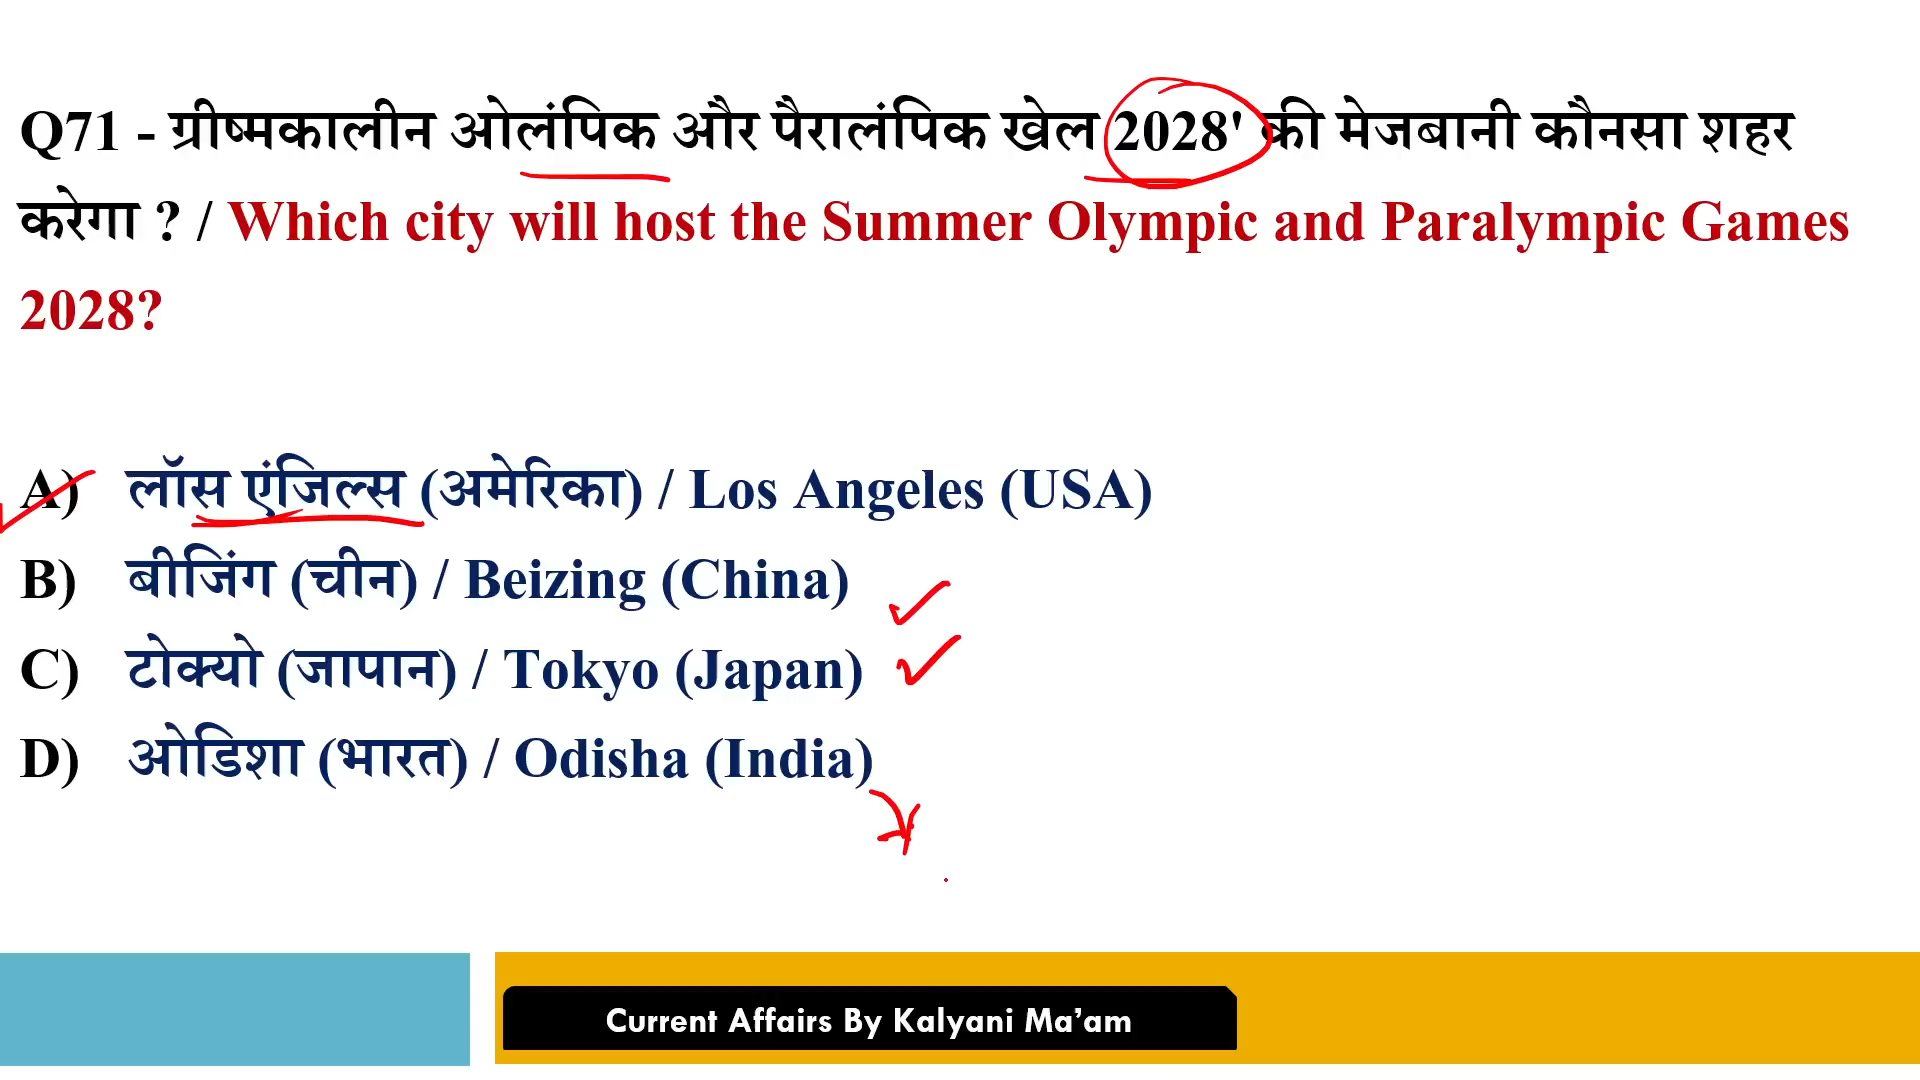 Q71 - ग्रीष्मकालीन ओलंपिक और पैरालंपिक खेल 2028' की मेजबानी कौनसा शहर
करेगा ? / Which city will host the Summer Olympic and Paralympic Games
2028?
A) लॉस एंजिल्स (अमेरिका) / Los Angeles (USA)
B) बीजिंग (चीन) / Beizing (China)
C) टोक्यो (जापान) / Tokyo (Japan)
D) ओडिशा (भारत) / Odisha (India)
Current Affairs By Kalyani Ma’am